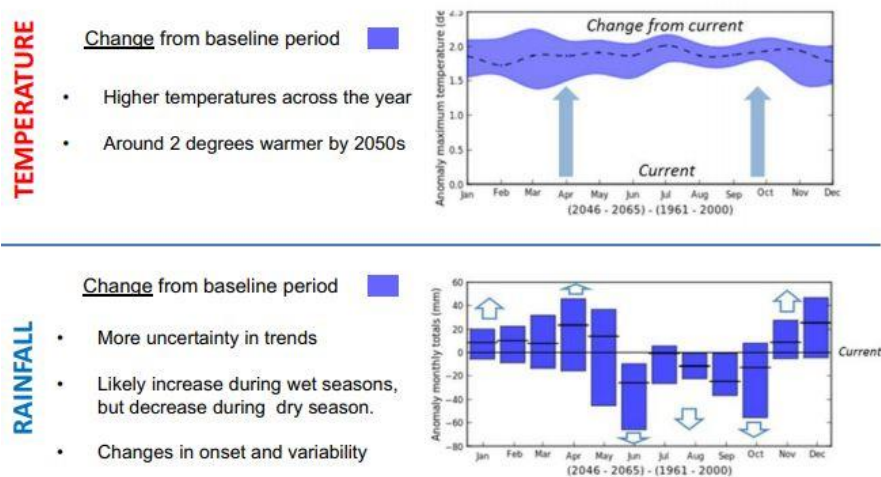 TEMPERATURE
Change from baseline period
• Higher temperatures across the year
• Around 2 degrees warmer by 2050s
Anomaly maximum temperature (de
2.5
2.0
1.5
1.0
0.5
0.0
Change from current
Current
Jan Feb Mar Apr May Jun Jul Aug Sep Oct Nov Dec
(2046 - 2065) - (1961 - 2000)
RAINFALL
Change from baseline period
• More uncertainty in trends
• Likely increase during wet seasons,
but decrease during dry season.
• Changes in onset and variability
Anomaly monthly totals (mm)
60
40
20
0
−20
−40
−60
−80
Current
Jan Feb Mar Apr May Jun Jul Aug Sep Oct Nov Dec
(2046 - 2065) - (1961 - 2000)